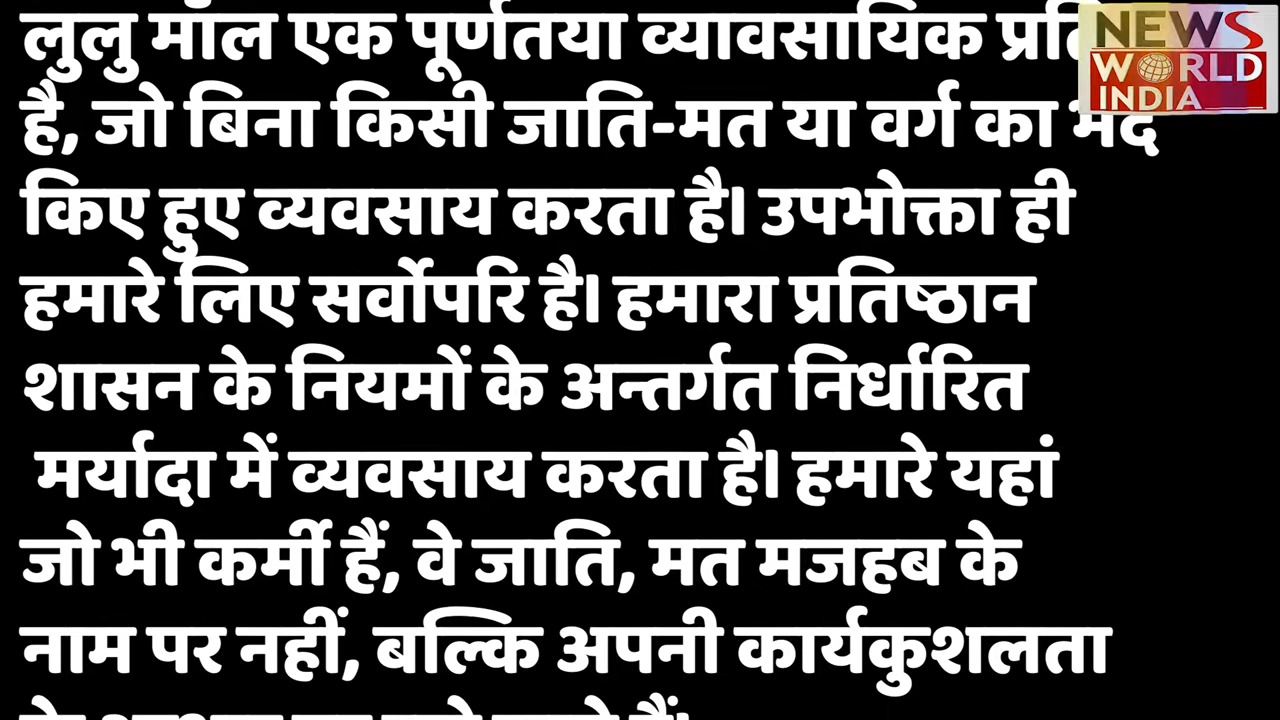 लुलु मॉल एक पूर्णतया व्यावसायिक
है, जो बिना किसी जाति-मत या वर्ग का भेद
किए हुए व्यवसाय करता है। उपभोक्ता ही
हमारे लिए सर्वोपरि है। हमारा प्रतिष्ठान
शासन के नियमों के अन्तर्गत निर्धारित
मर्यादा में व्यवसाय करता है। हमारे यहां
जो भी कर्मी हैं, वे जाति, मत मजहब के
नाम पर नहीं, बल्कि अपनी कार्यकुशलता
NEWS
WORLD
INDIA